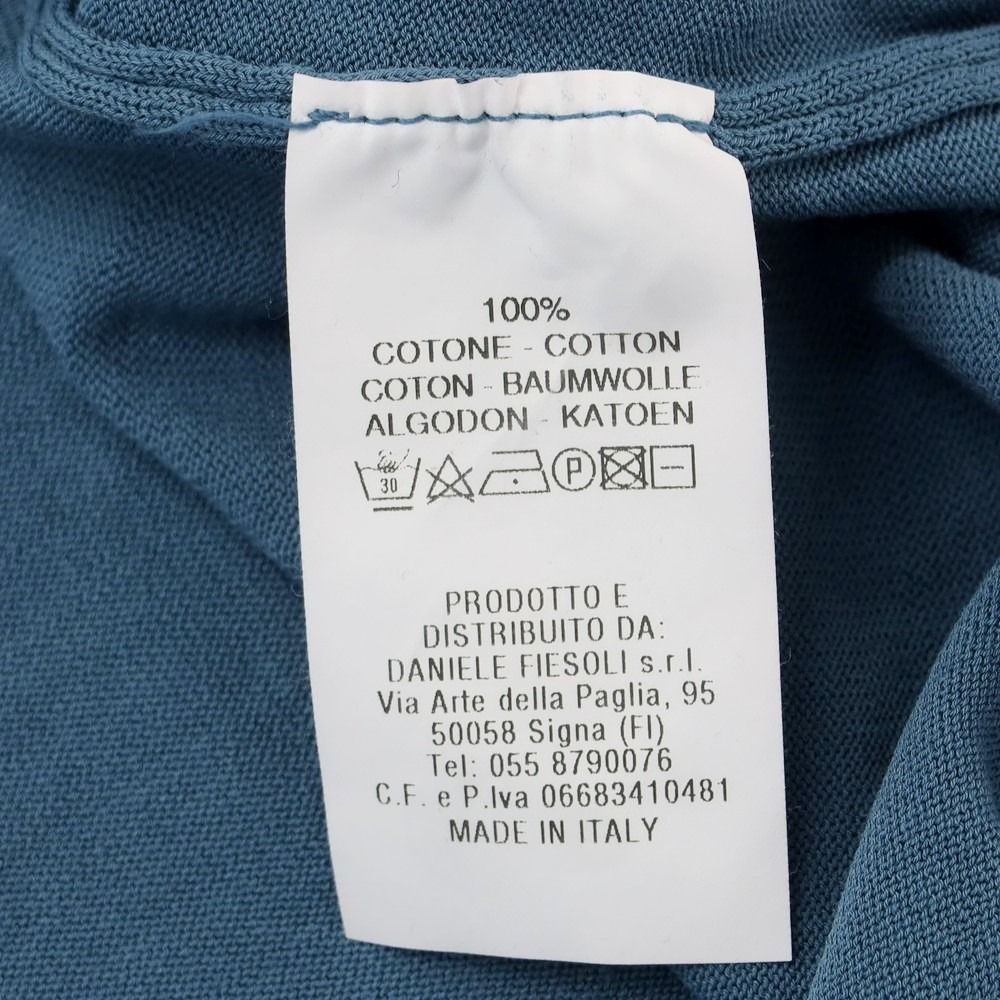 100%
COTONE - COTTON
COTON - BAUMWOLLE
ALGODON - KATOEN
30 P
PRODOTTO E
DISTRIBUITO DA:
DANIELE FIESOLI s.r.l.
Via Arte della Paglia, 95
50058 Signa (FI)
Tel: 055 8790076
C.F. e P.Iva 06683410481
MADE IN ITALY